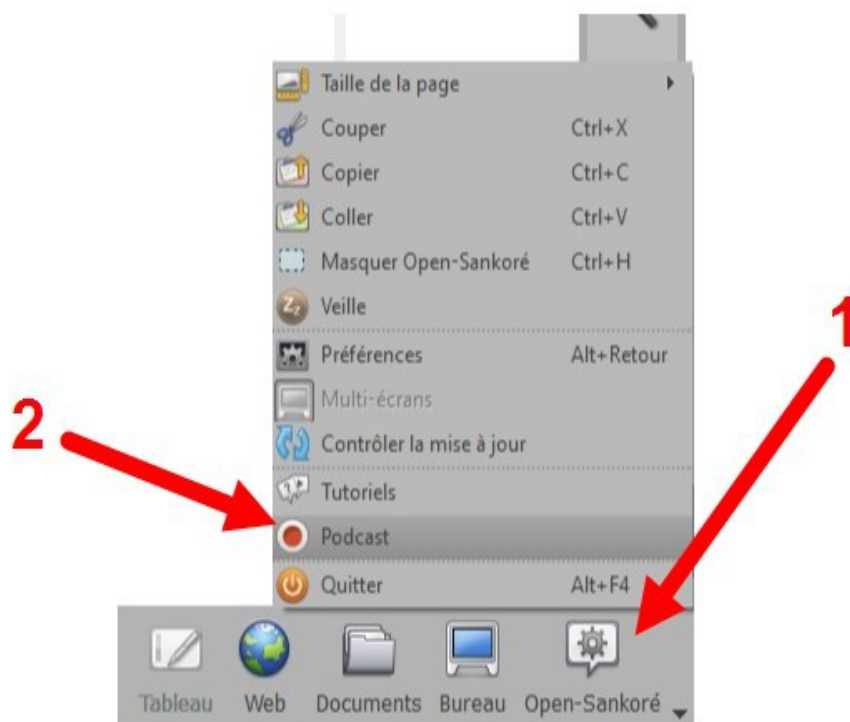 Taille de la page
Couper Ctrl+X
Copier Ctrl+C
Coller Ctrl+V
Masquer Open-Sankoré Ctrl+H
Veille
Préférences Alt+Retour
Multi-écrans
Contrôler la mise à jour
Tutoriels
Podcast
Quitter Alt+F4
1
2
Tableau Web Documents Bureau Open-Sankoré